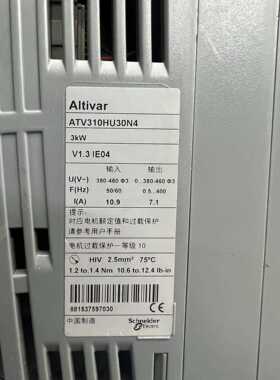 Altivar
ATV310HU30N4
3kW
V1.3 IE04
输入 输出
U(V~) 380-460 Φ3 0...380-460 Φ3
F(Hz) 50/60 0.5...400
I(A) 10.9 7.1
提示:
对应电机额定值和过载保护
请参考用户手册
电机过载保护一等级 10
HIV 2.5mm² 75℃
1.2 to 1.4 Nm 10.6 to 12.4 lb-in
881537597030
中国制造 Schneider Electric